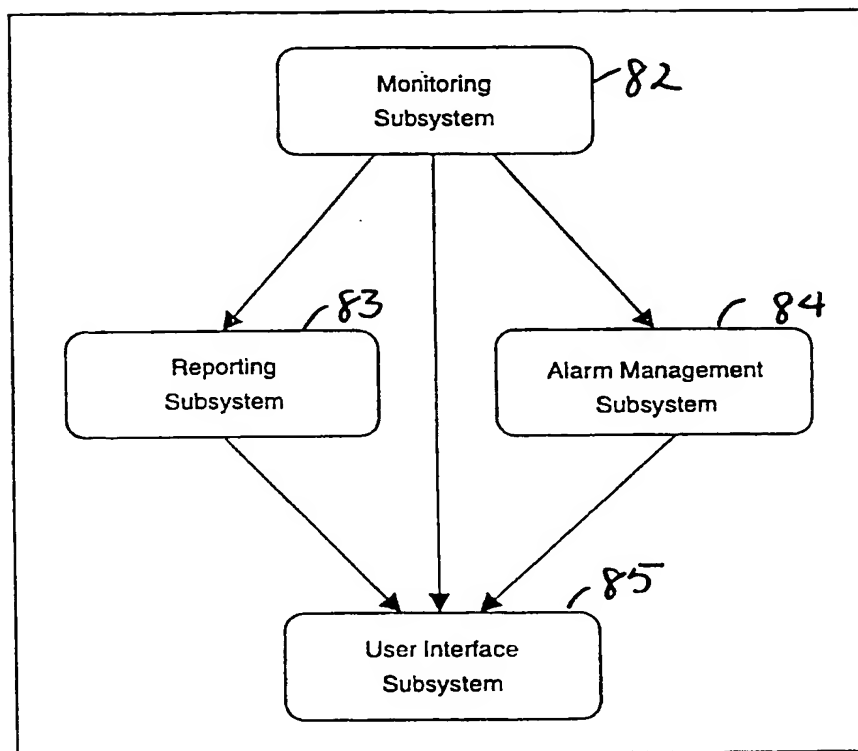 Monitoring
Subsystem
82
83
84
Reporting
Subsystem
Alarm Management
Subsystem
85
User Interface
Subsystem